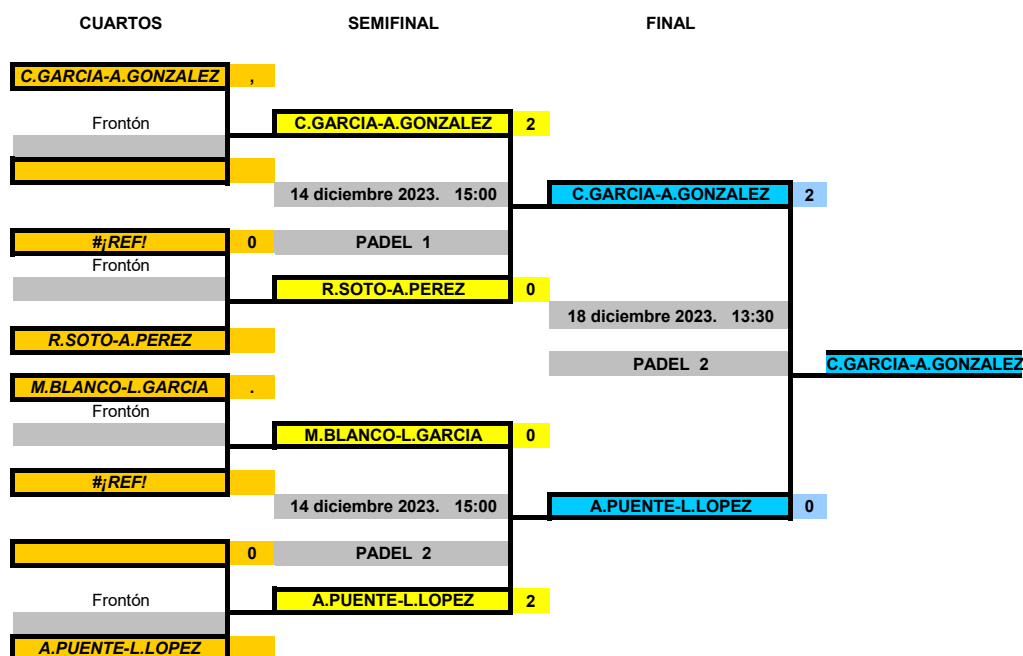 CUARTOS SEMIFINAL FINAL
C.GARCIA-A.GONZALEZ ,
Frontón C.GARCIA-A.GONZALEZ 2
14 diciembre 2023. 15:00 C.GARCIA-A.GONZALEZ 2
#¡REF! 0 PADEL 1
Frontón
R.SOTO-A.PEREZ 0
18 diciembre 2023. 13:30
R.SOTO-A.PEREZ
PADEL 2 C.GARCIA-A.GONZALEZ
M.BLANCO-L.GARCIA .
Frontón
M.BLANCO-L.GARCIA 0
#¡REF!
14 diciembre 2023. 15:00 A.PUENTE-L.LOPEZ 0
0 PADEL 2
Frontón A.PUENTE-L.LOPEZ 2
A.PUENTE-L.LOPEZ